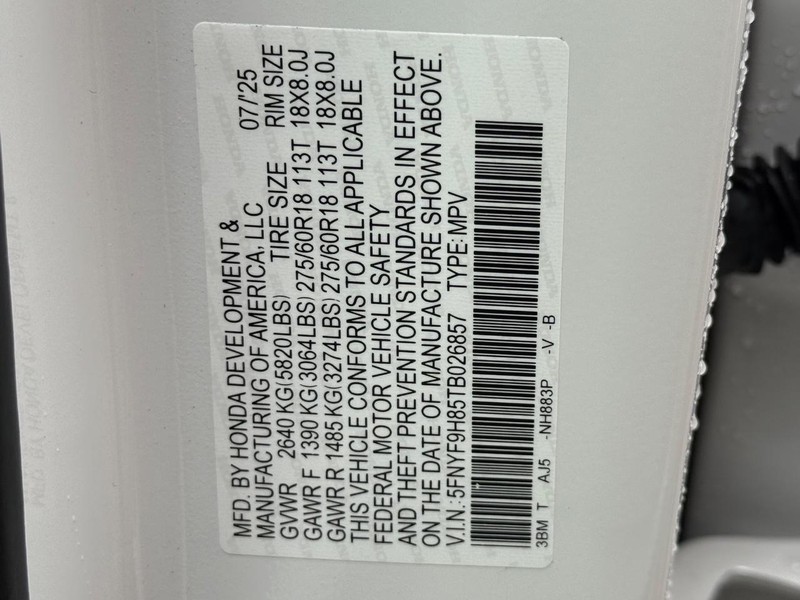 MFD. BY HONDA DEVELOPMENT &
MANUFACTURING OF AMERICA, LLC 07/'25
GVWR 2640 KG(5820LBS) TIRE SIZE RIM SIZE
GAWR F 1390 KG(3064LBS) 275/60R18 113T 18X8.0J
GAWR R 1485 KG(3274LBS) 275/60R18 113T 18X8.0J
THIS VEHICLE CONFORMS TO ALL APPLICABLE
FEDERAL MOTOR VEHICLE SAFETY
AND THEFT PREVENTION STANDARDS IN EFFECT
ON THE DATE OF MANUFACTURE SHOWN ABOVE.
V.I.N.:5FNYF9H85TB026857 TYPE:MPV
3BM T AJ5 -NH883P -V -B